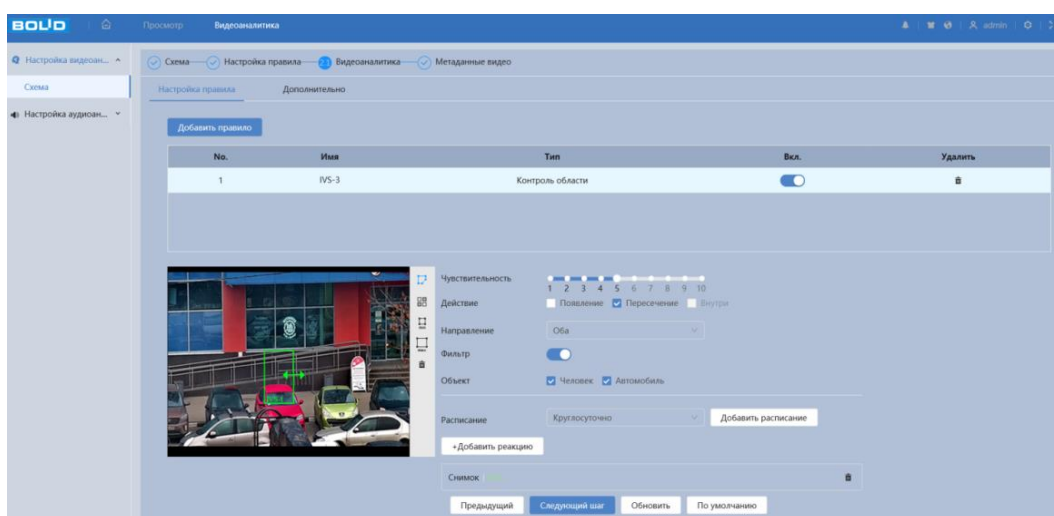 BOLID
Просмотр Видеоаналитика admin
Настройка видеоан...
Схема
Настройка аудиоан...
Схема Настройка правила Видеоаналитика Метаданные видео
Настройка правила Дополнительно
Добавить правило
No. Имя Тип Вкл. Удалить
1 IVS-3 Контроль области
Чувствительность
1 2 3 4 5 6 7 8 9 10
Действие Появление Пересечение Внутри
Направление Оба
Фильтр
Объект Человек Автомобиль
Расписание Круглосуточно Добавить расписание
+Добавить реакцию
Снимок
Предыдущий Следующий шаг Обновить По умолчанию